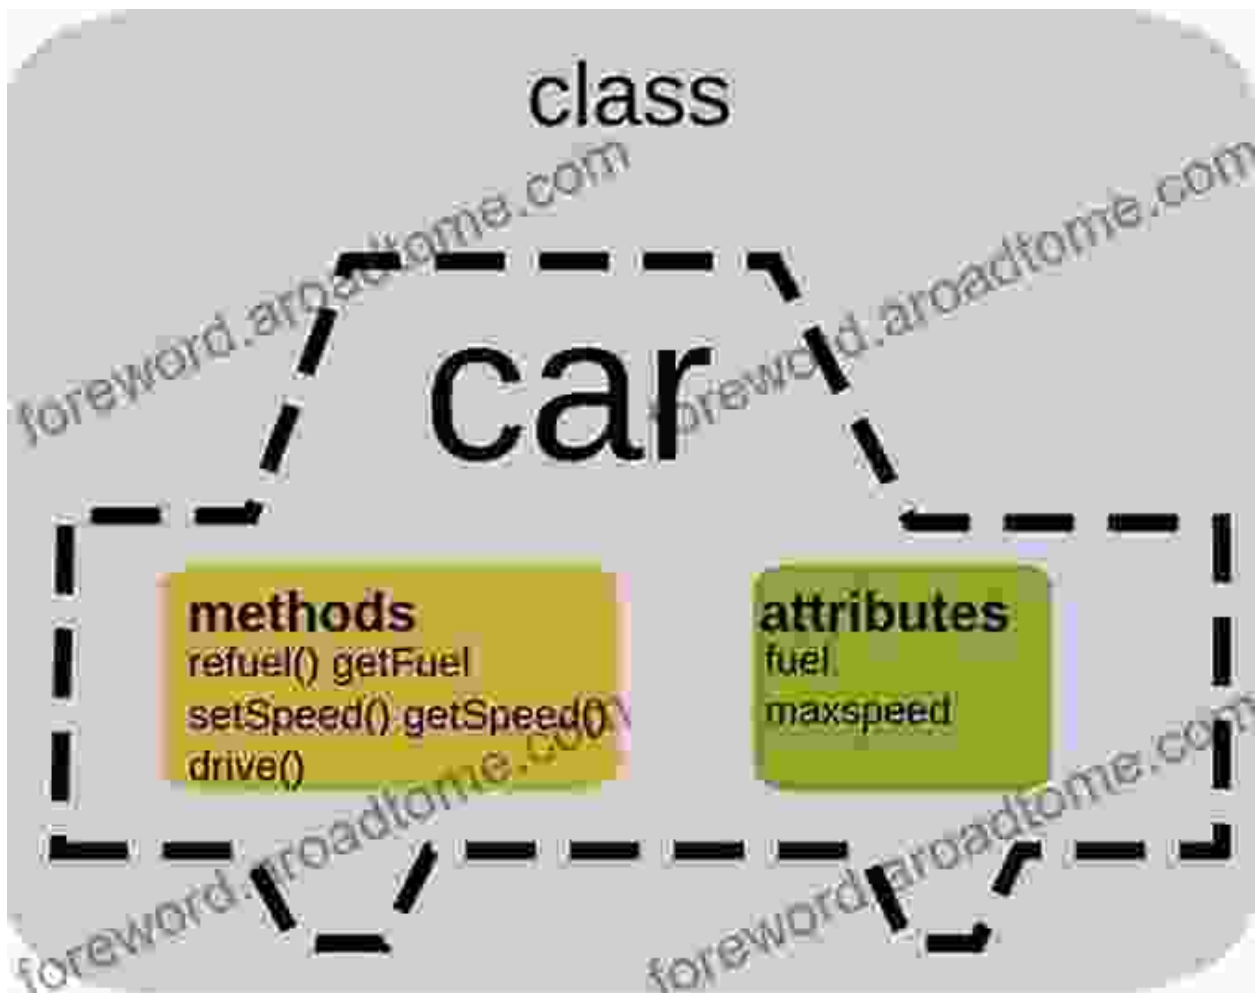 class
foreword.aroadtome.com
foreword.aroadtome.com
car
methods
refuel() getFuel
setSpeed() getSpeed()
drive()
attributes
fuel
maxspeed
foreword.aroadtome.com
foreword.aroadtome.com